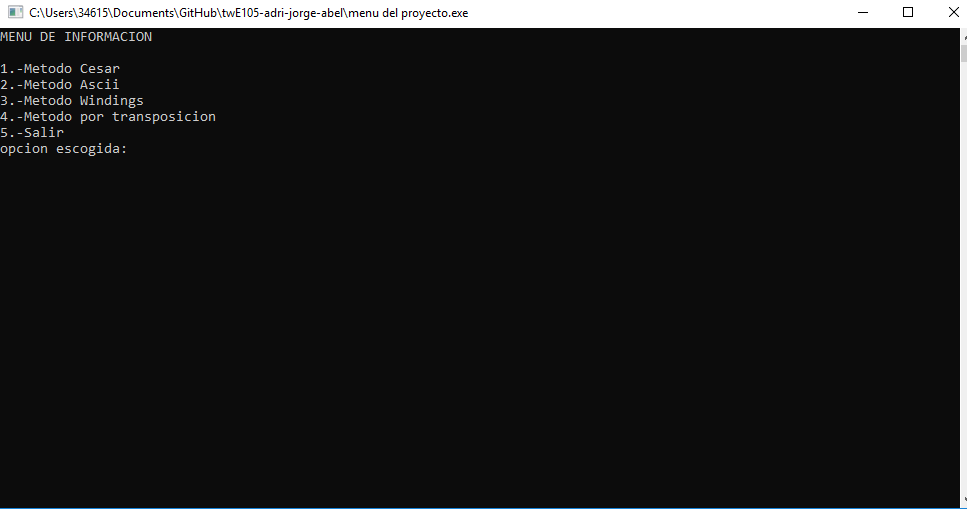 C:\Users\34615\Documents\GitHub\twE105-adri-jorge-abel\menu del proyecto.exe
MENU DE INFORMACION
1.-Metodo Cesar
2.-Metodo Ascii
3.-Metodo Windings
4.-Metodo por transposicion
5.-Salir
opcion escogida: